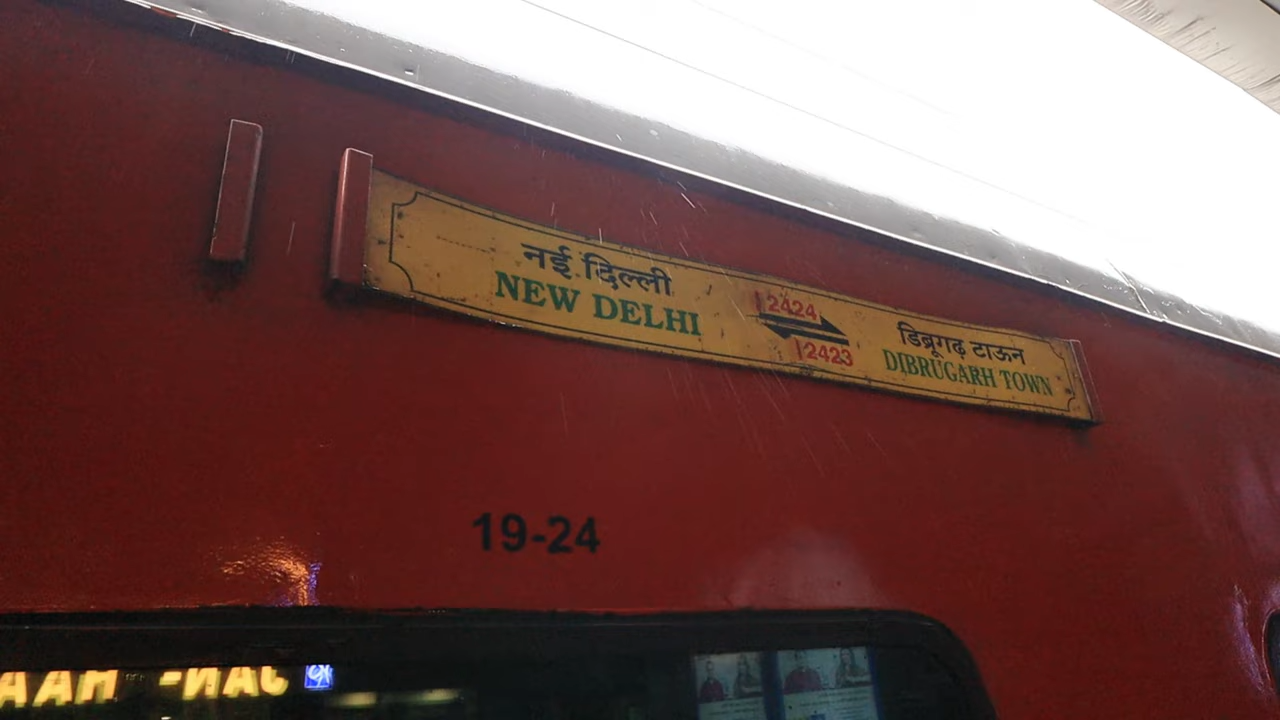 नई दिल्ली
NEW DELHI
12424
12423
डिब्रूगढ़ टाऊन
DIBRUGARH TOWN
19-24